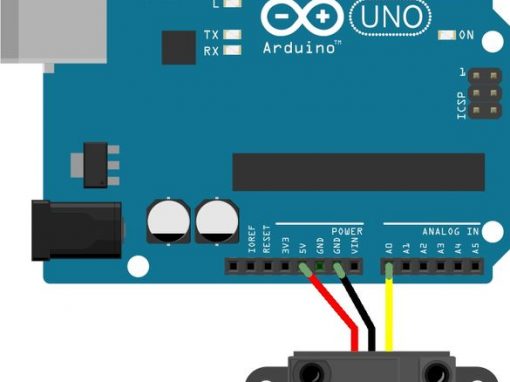 L
UNO
TX
RX
Arduino™
ON
1
ICSP
POWER
ANALOG IN
IOREF
RESET
3V3
5V
GND
GND
VIN
A0
A1
A2
A3
A4
A5